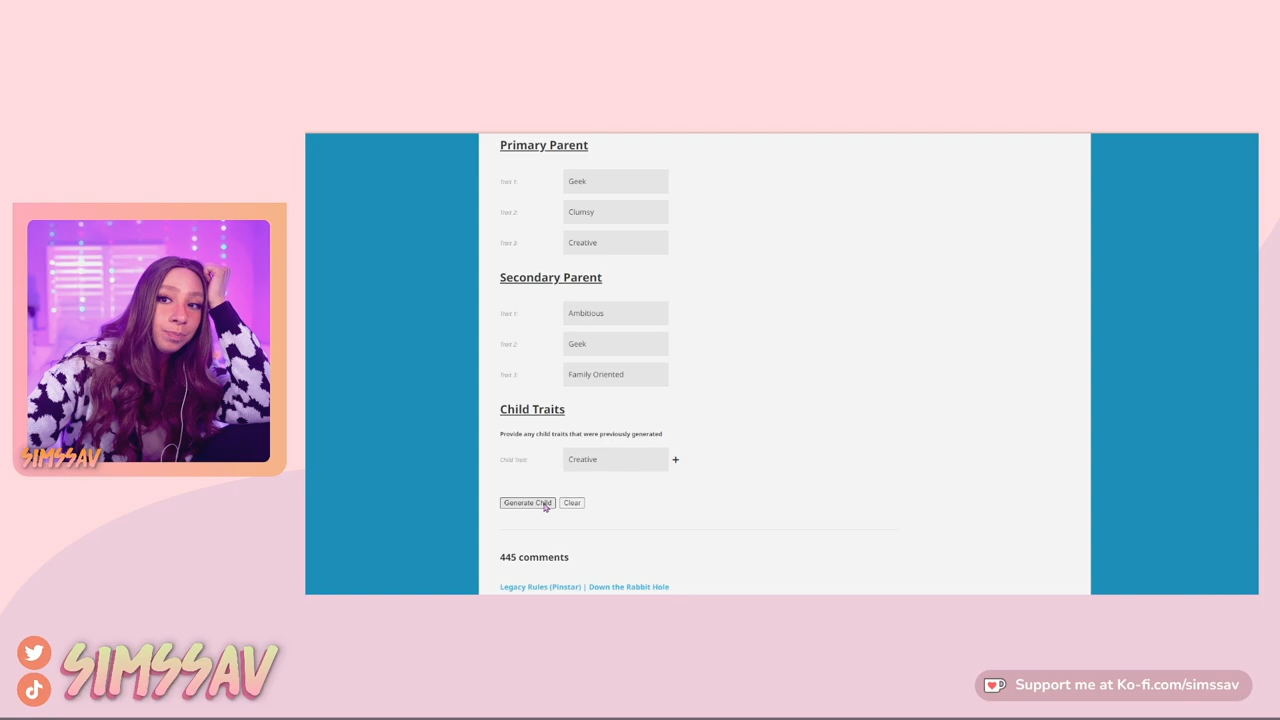 Primary Parent
Trait 1:
Geek
Trait 2:
Clumsy
Trait 3:
Creative
Secondary Parent
Trait 1:
Ambitious
Trait 2:
Geek
Trait 3:
Family Oriented
Child Traits
Provide any child traits that were previously generated
Child Trait:
Creative
+
Generate Child
Clear
445 comments
Legacy Rules (Pinstar) | Down the Rabbit Hole
SIMSSAV
SIMSSAV
Support me at Ko-fi.com/simssav